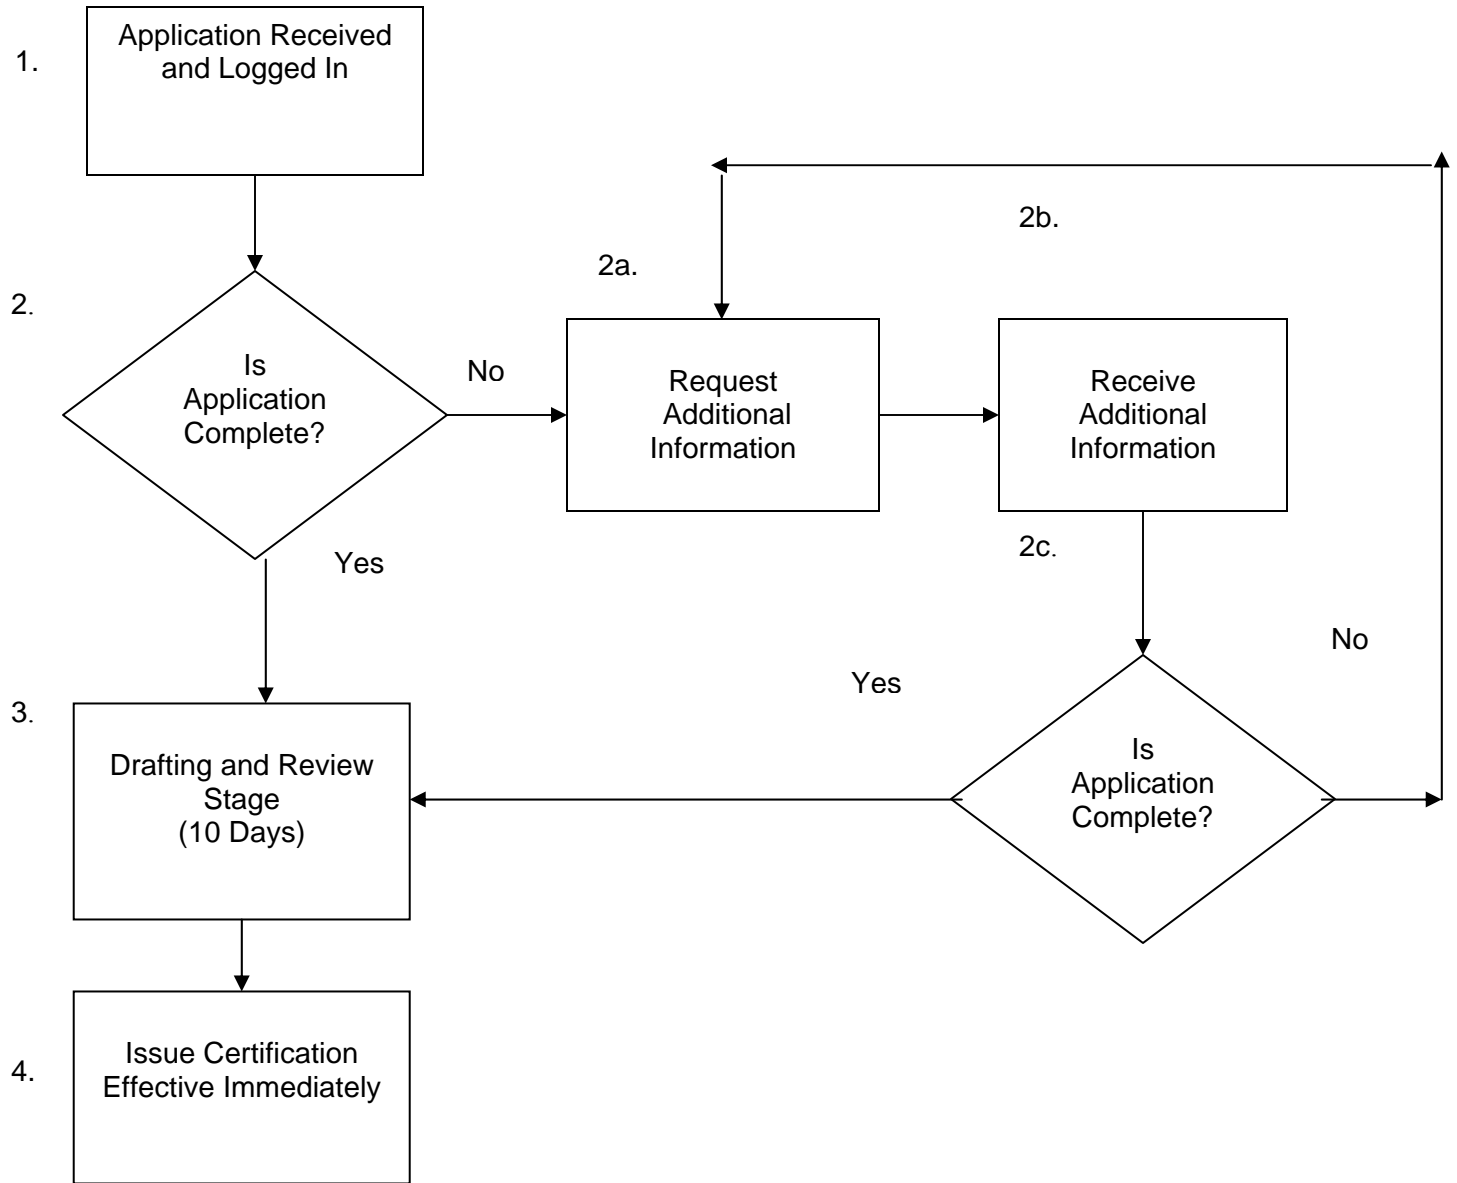 1.
Application Received
and Logged In
2b.
2a.
2.
Is
Application
Complete?
No
Request
Additional
Information
Receive
Additional
Information
2c.
Yes
No
Yes
3.
Drafting and Review
Stage
(10 Days)
Is
Application
Complete?
4.
Issue Certification
Effective Immediately